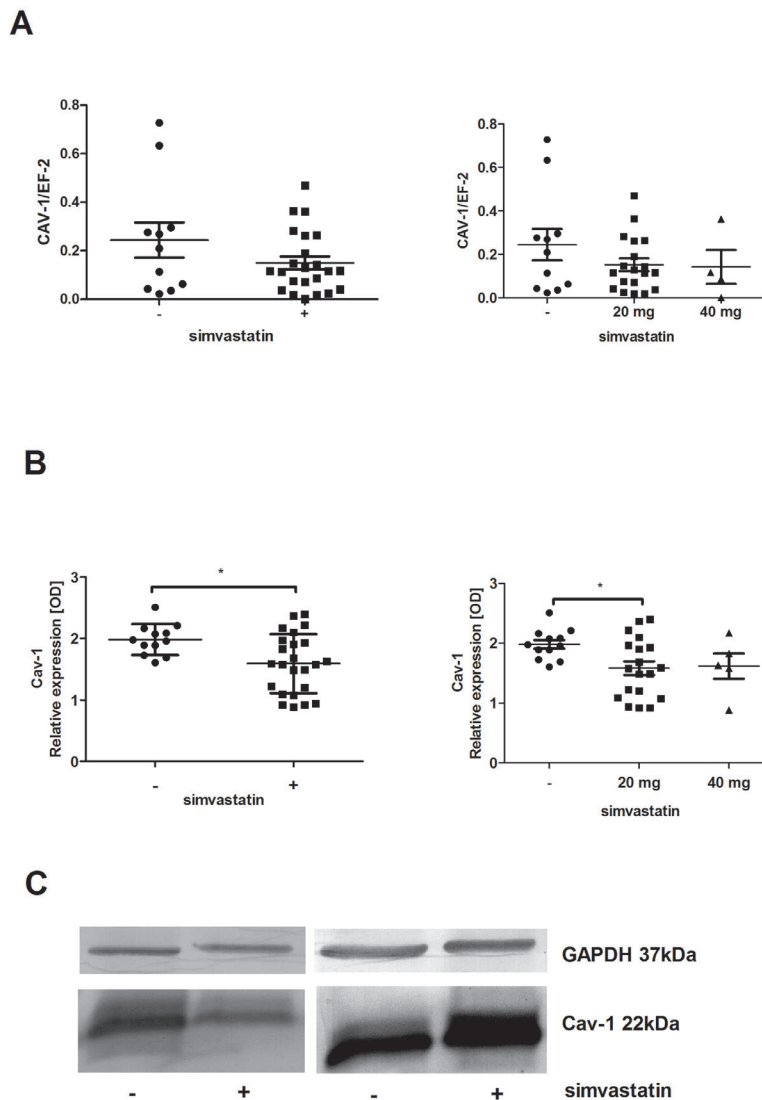 A
CAV-1/EF-2
0.8
0.6
0.4
0.2
0.0
-
+
simvastatin
CAV-1/EF-2
0.8
0.6
0.4
0.2
0.0
-
20 mg
40 mg
simvastatin
B
Cav-1
Relative expression [OD]
3
2
1
0
*
-
+
simvastatin
Cav-1
Relative expression [OD]
3
2
1
0
*
-
20 mg
40 mg
simvastatin
C
GAPDH 37kDa
Cav-1 22kDa
- + - + simvastatin